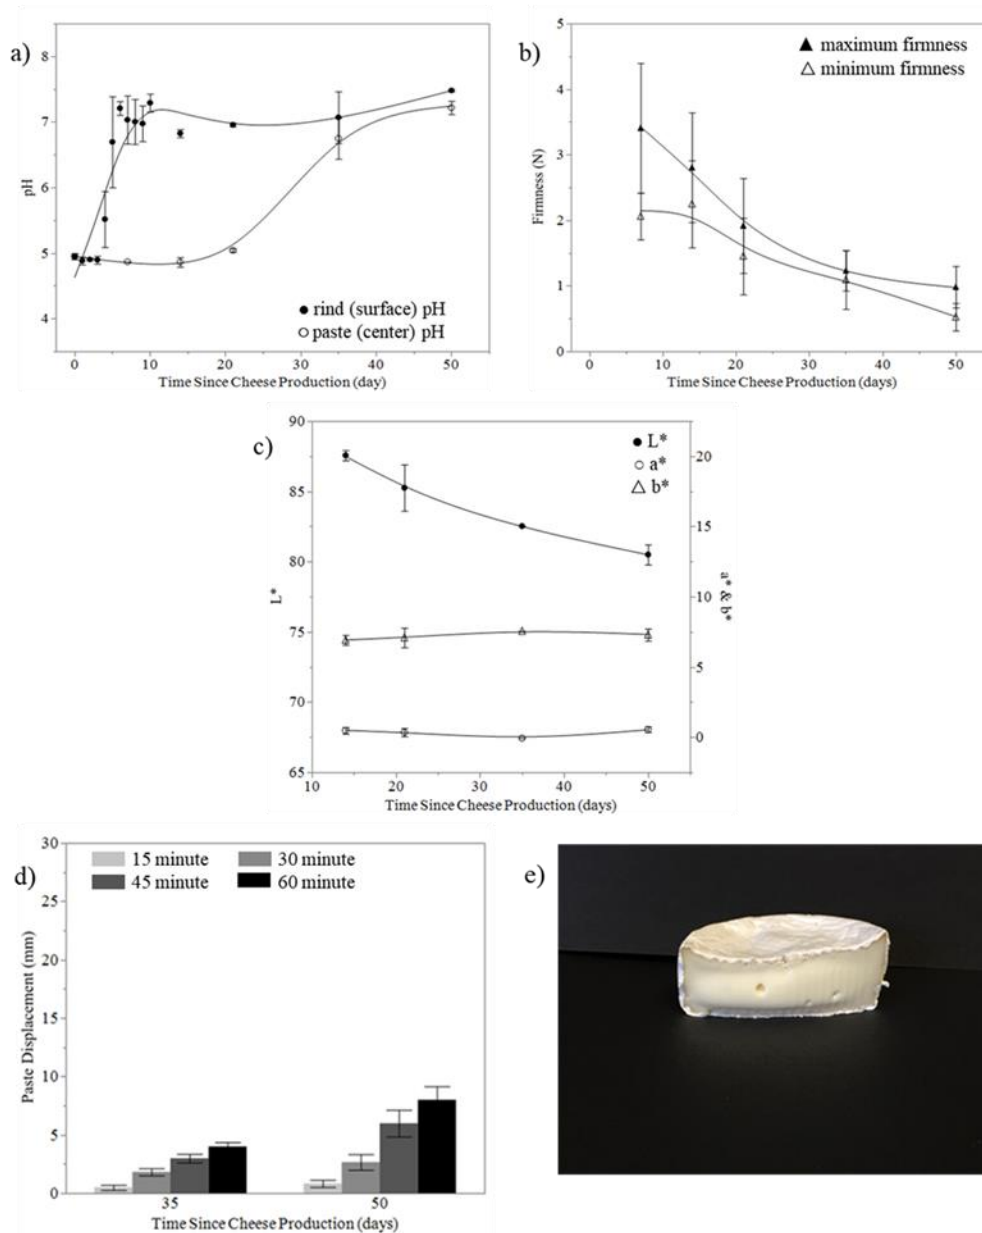 a)
8
7
6
5
4
pH
● rind (surface) pH
○ paste (center) pH
0 10 20 30 40 50
Time Since Cheese Production (day)
b)
5
4
3
2
1
0
Firmness (N)
▲ maximum firmness
△ minimum firmness
0 10 20 30 40 50
Time Since Cheese Production (days)
c)
90
85
80
75
70
65
L*
● L*
○ a*
△ b*
20
15
10
5
0
a* & b*
10 20 30 40 50
Time Since Cheese Production (days)
d)
30
25
20
15
10
5
0
Paste Displacement (mm)
15 minute 30 minute
45 minute 60 minute
35 50
Time Since Cheese Production (days)
e)